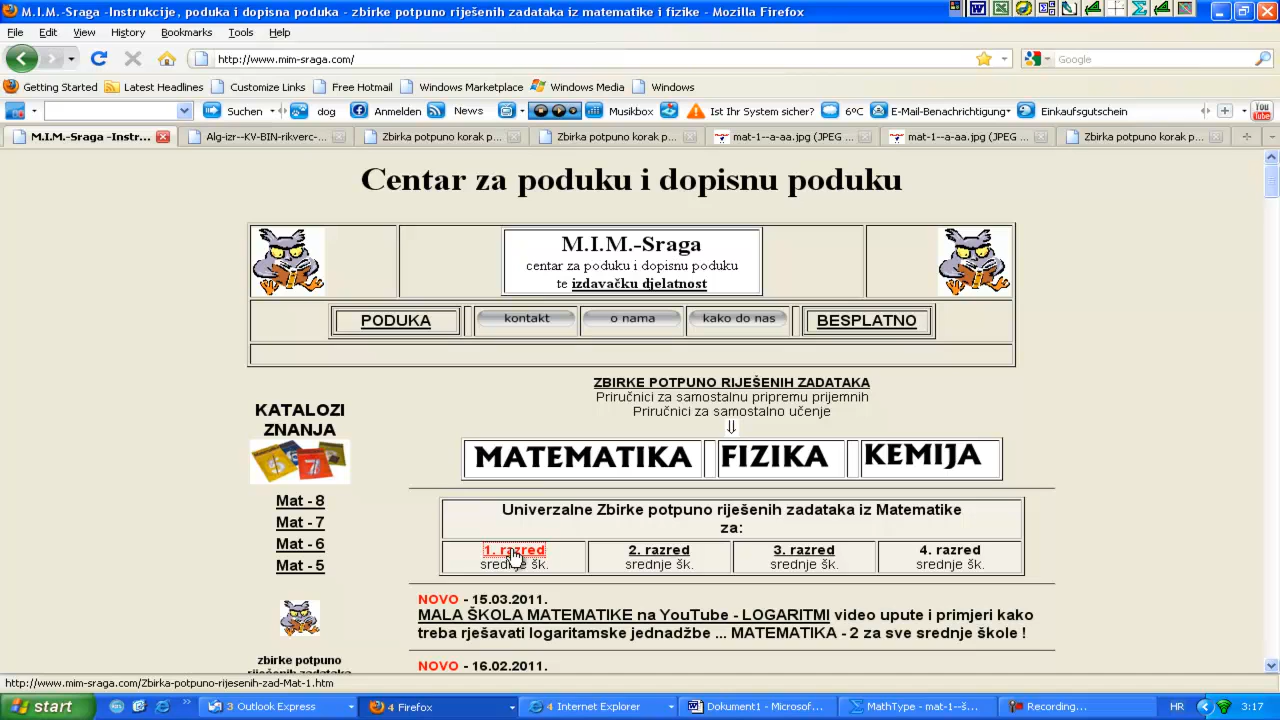 M.I.M.-Sraga -Instrukcije, poduka i dopisna poduka - zbirke potpuno riješenih zadataka iz matematike i fizike - Mozilla Firefox
File Edit View History Bookmarks Tools Help
http://www.mim-sraga.com/
Google
Getting Started Latest Headlines Customize Links Free Hotmail Windows Marketplace Windows Media Windows
Suchen dog Anmelden News Musikbox Ist Ihr System sicher? 6°C E-Mail-Benachrichtigung Einkaufsgutschein You Tube
M.I.M.-Sraga -Instr... Alg-izr--KV-BIN-rikverc-... Zbirka potpuno korak p... Zbirka potpuno korak p... mat-1--a-aa.jpg (JPEG ... mat-1--a-aa.jpg (JPEG ... Zbirka potpuno korak p...
Centar za poduku i dopisnu poduku
M.I.M.-Sraga
centar za poduku i dopisnu poduku
te izdavačku djelatnost
PODUKA kontakt o nama kako do nas BESPLATNO
ZBIRKE POTPUNO RIJEŠENIH ZADATAKA
Priručnici za samostalnu pripremu prijemnih
Priručnici za samostalno učenje
⇓
KATALOZI
ZNANJA
MATEMATIKA FIZIKA KEMIJA
Mat - 8
Mat - 7
Mat - 6
Mat - 5
Univerzalne Zbirke potpuno riješenih zadataka iz Matematike
za:
1. razred 2. razred 3. razred 4. razred
srednje šk. srednje šk. srednje šk. srednje šk.
NOVO - 15.03.2011.
MALA ŠKOLA MATEMATIKE na YouTube - LOGARITMI video upute i primjeri kako
treba rješavati logaritamske jednadžbe ... MATEMATIKA - 2 za sve srednje škole !
NOVO - 16.02.2011.
zbirke potpuno
riješenih zadataka
http://www.mim-sraga.com/Zbirka-potpuno-rijesenih-zad-Mat-1.htm
start 3 Outlook Express 4 Firefox 4 Internet Explorer Dokument1 - Microsof... MathType - mat-1--š... Recording... HR 3:17